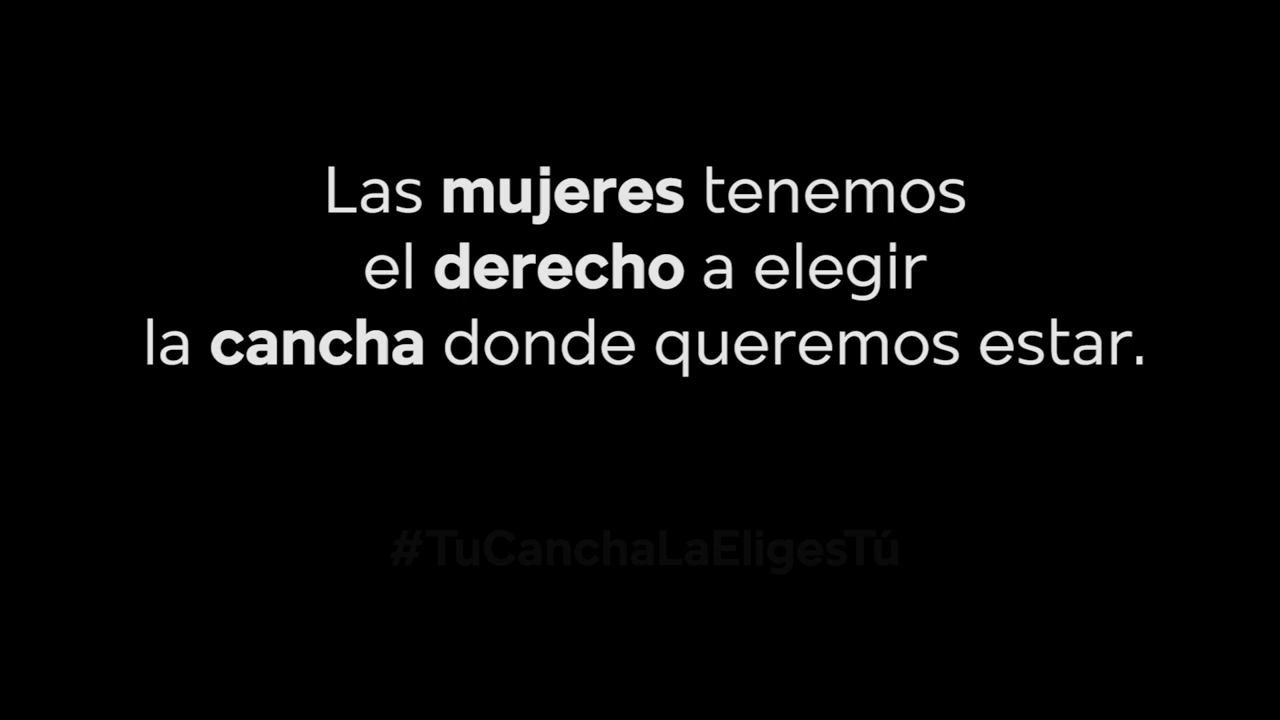 Las mujeres tenemos
el derecho a elegir
la cancha donde queremos estar.
#TuCanchaLaEligesTú